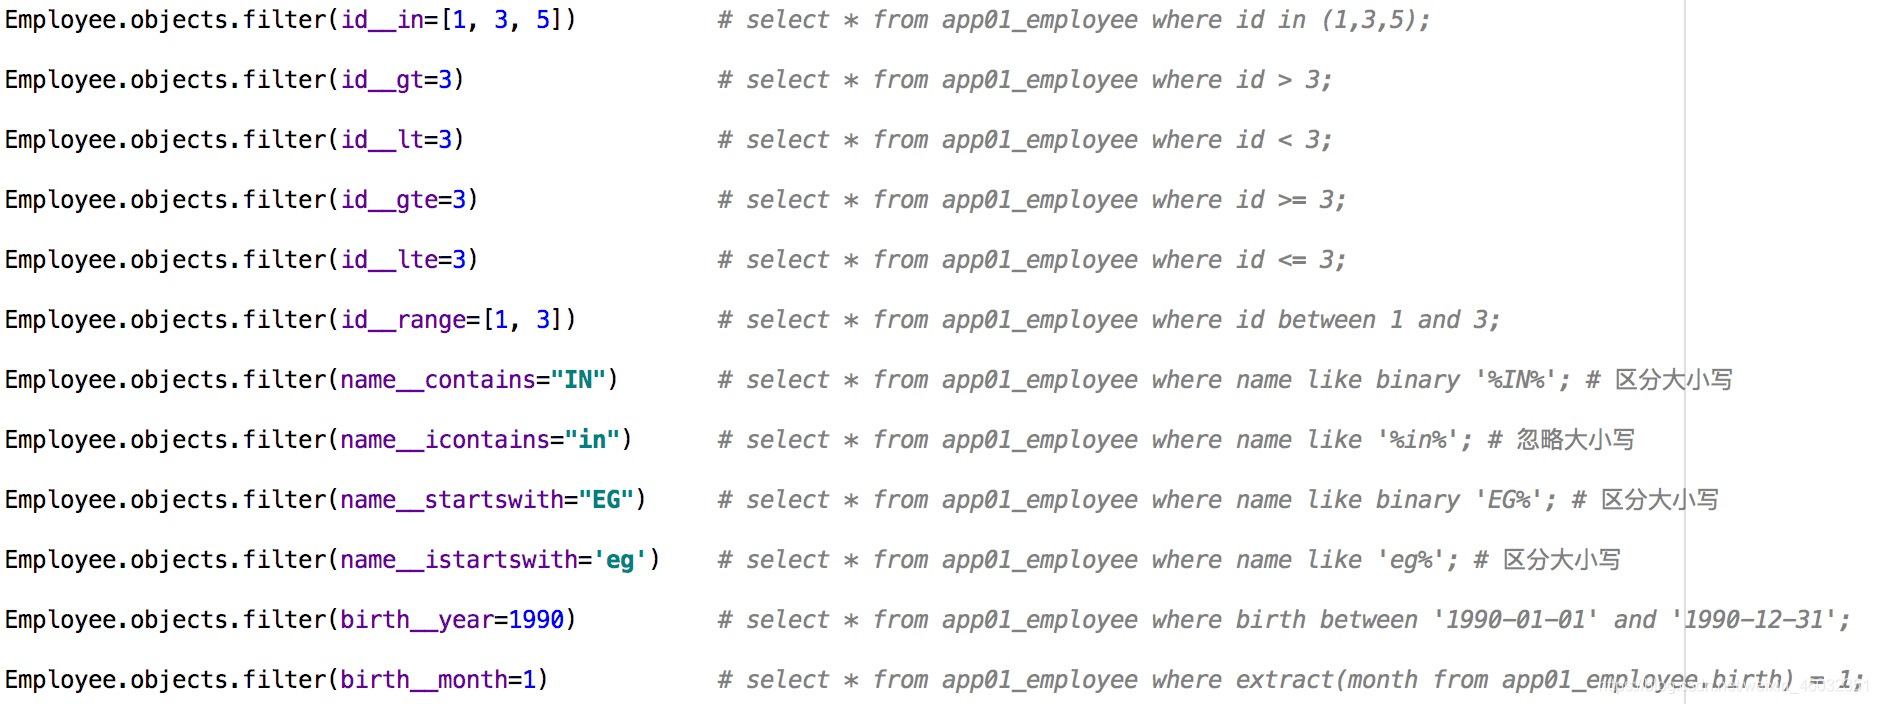 Employee.objects.filter(id__in=[1, 3, 5]) # select * from app01_employee where id in (1,3,5);
Employee.objects.filter(id__gt=3) # select * from app01_employee where id > 3;
Employee.objects.filter(id__lt=3) # select * from app01_employee where id < 3;
Employee.objects.filter(id__gte=3) # select * from app01_employee where id >= 3;
Employee.objects.filter(id__lte=3) # select * from app01_employee where id <= 3;
Employee.objects.filter(id__range=[1, 3]) # select * from app01_employee where id between 1 and 3;
Employee.objects.filter(name__contains="IN") # select * from app01_employee where name like binary '%IN%'; # 区分大小写
Employee.objects.filter(name__icontains="in") # select * from app01_employee where name like '%in%'; # 忽略大小写
Employee.objects.filter(name__startswith="EG") # select * from app01_employee where name like binary 'EG%'; # 区分大小写
Employee.objects.filter(name__istartswith='eg') # select * from app01_employee where name like 'eg%'; # 区分大小写
Employee.objects.filter(birth__year=1990) # select * from app01_employee where birth between '1990-01-01' and '1990-12-31';
Employee.objects.filter(birth__month=1) # select * from app01_employee where extract(month from app01_employee.birth) = 1;